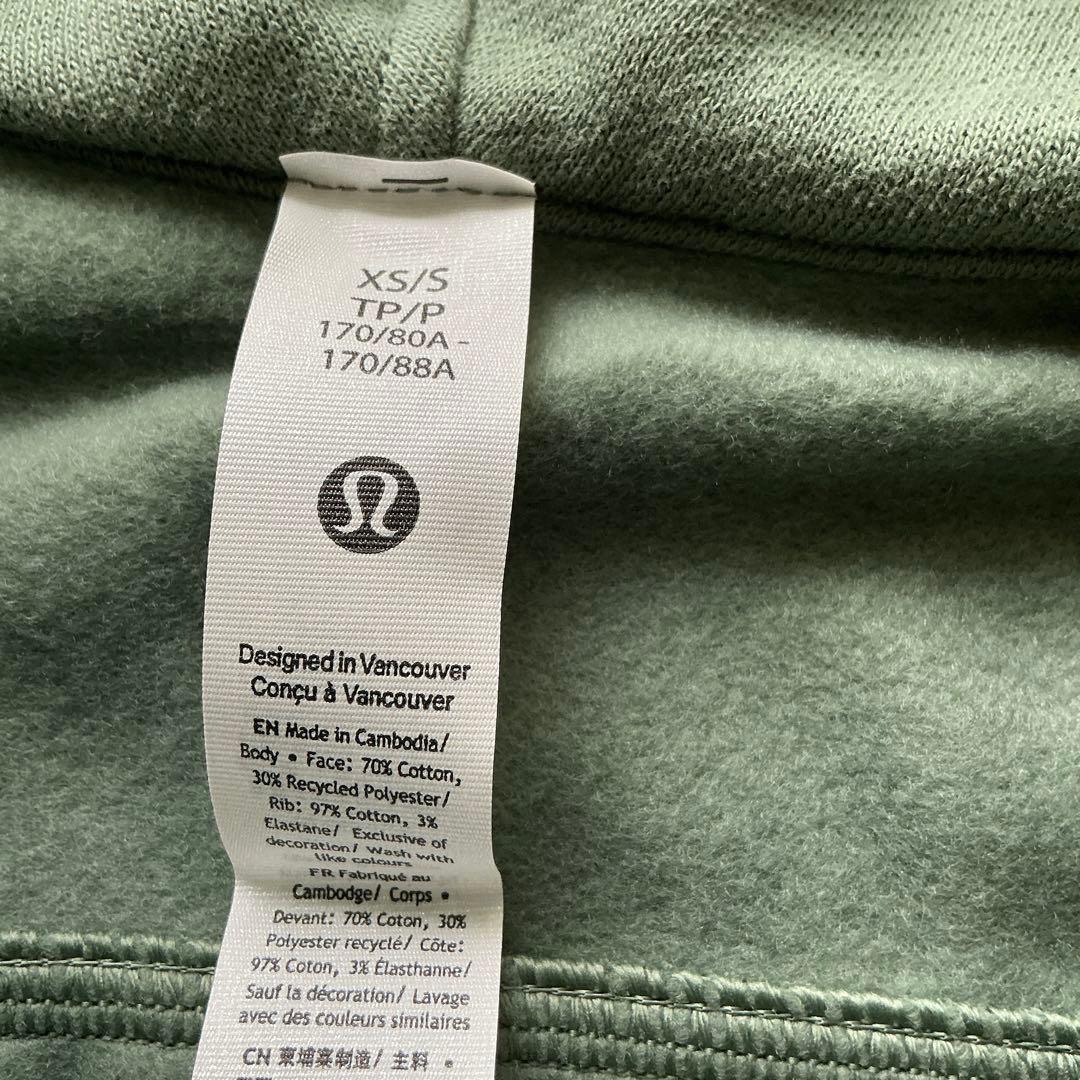 XS/S
TP/P
170/80A -
170/88A
Designed in Vancouver
Conçu à Vancouver
EN Made in Cambodia/
Body • Face: 70% Cotton,
30% Recycled Polyester/
Rib: 97% Cotton, 3%
Elastane/ Exclusive of
decoration/ Wash with
like colours
FR Fabriqué au
Cambodge/ Corps •
Devant: 70% Coton, 30%
Polyester recyclé/ Côte:
97% Coton, 3% Élasthanne/
Sauf la décoration/ Lavage
avec des couleurs similaires
CN 柬埔寨制造/ 主料 •